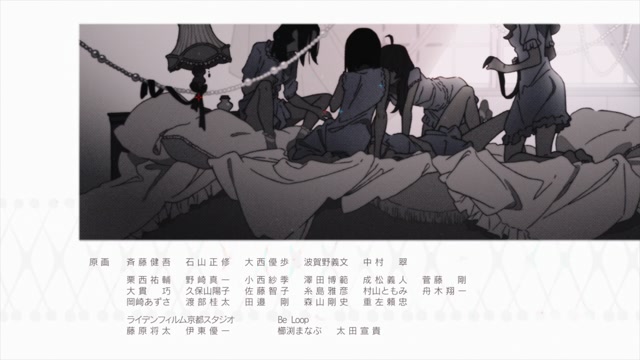 原画 斉藤健吾 石山正修 大西優歩 波賀野義文 中村 翠
栗西祐輔 野崎真一 小西紗季 澤田博範 成松義人 菅藤 剛
大貫 巧 久保山陽子 佐藤智子 糸島雅彦 村山ともみ 舟木翔一
岡崎あずさ 渡部桂太 田邉 剛 森山剛史 重左頼忠
ライデンフィルム京都スタジオ Be Loop
藤原将太 伊東優一 櫛渕まなぶ 太田宣貴